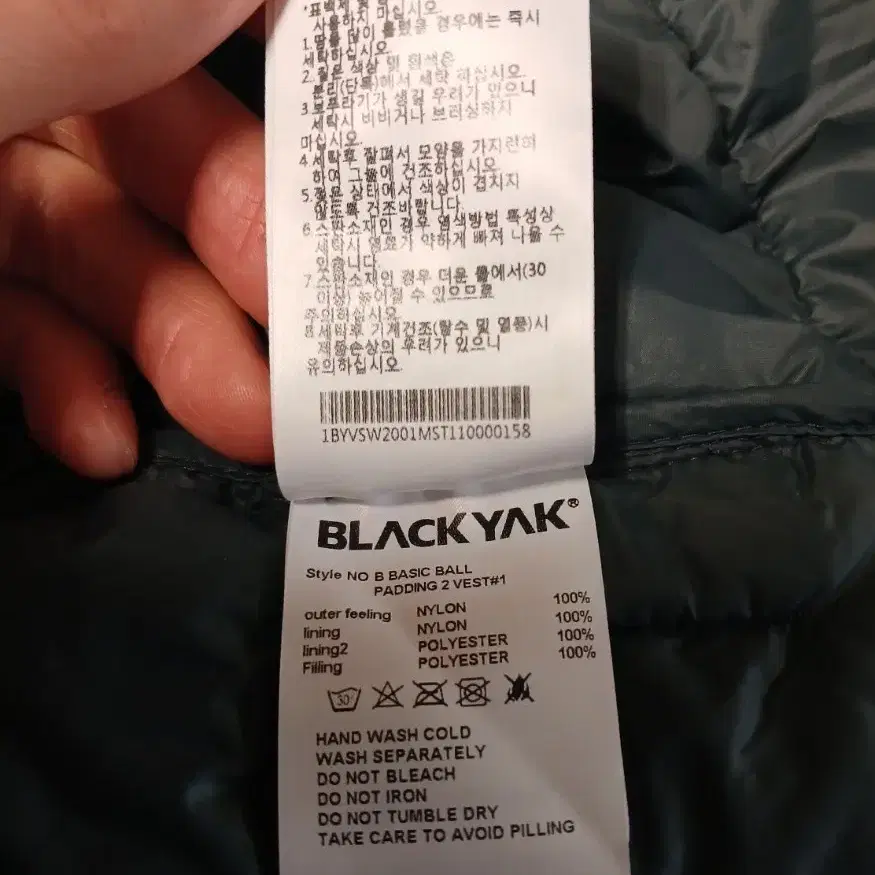 *표백제 및
사용하지 마십시오.
1.땀을 많이 흘렸을 경우에는 즉시
세탁하십시오.
2.짙은 색상 및 흰색은
분리(단독)해서 세탁 하십시오.
3.보푸라기가 생길 우려가 있으니
세탁시 비비거나 브러싱하지
마십시오.
4.세탁후 잘펴서 모양을 가지런히
하여 그늘에 건조하십시오.
5.젖은 상태에서 색상이 겹치지
않도록 건조바랍니다.
6.스판소재인 경우 염색방법 특성상
세탁시 염료가 약하게 빠져 나올 수
있습니다.
7.스판소재인 경우 더운 물에서(30
이상) 늘어질 수 있으므로
주의하십시오.
8.세탁후 기계건조(탈수 및 열풍)시
제품손상의 우려가 있으니
유의하십시오.
1BYVSW2001MST110000158
BLACKYAK®
Style NO B BASIC BALL
PADDING 2 VEST#1
outer feeling NYLON 100%
lining NYLON 100%
lining2 POLYESTER 100%
Filling POLYESTER 100%
30
HAND WASH COLD
WASH SEPARATELY
DO NOT BLEACH
DO NOT IRON
DO NOT TUMBLE DRY
TAKE CARE TO AVOID PILLING